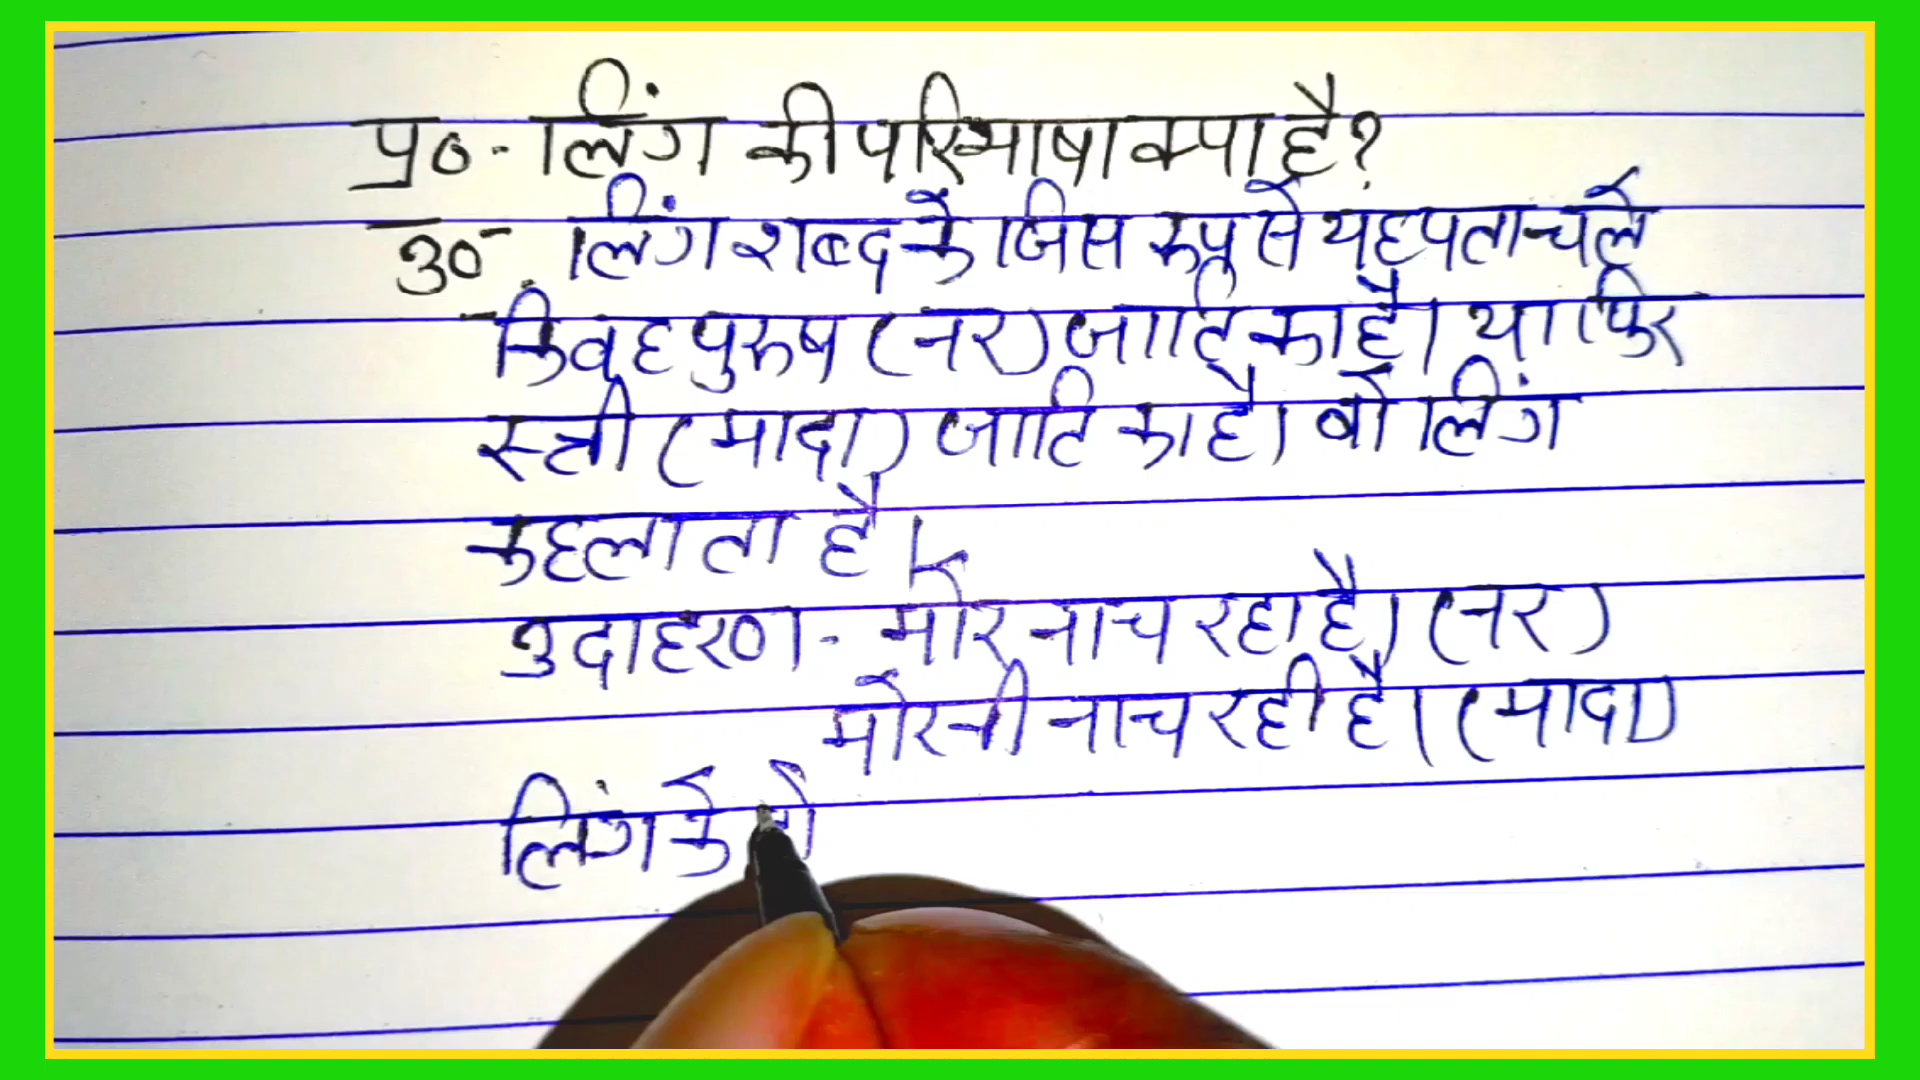 प्र०- लिंग की परिभाषा क्या है?
उ०- लिंग शब्द के जिस रूप से यह पता चले
कि वह पुरुष (नर) जाति का है। या फिर
स्त्री (मादा) जाति का है। वो लिंग
कहलाता है।
उदाहरण- मोर नाच रहा है। (नर)
मोरनी नाच रही है। (मादा)
लिंग के